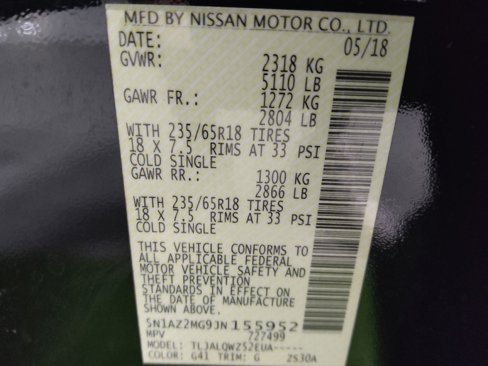 MFD BY NISSAN MOTOR CO., LTD.
DATE: 05/18
GVWR: 2318 KG
5110 LB
GAWR FR.: 1272 KG
2804 LB
WITH 235/65R18 TIRES
18 X 7.5 RIMS AT 33 PSI
COLD SINGLE
GAWR RR.: 1300 KG
2866 LB
WITH 235/65R18 TIRES
18 X 7.5 RIMS AT 33 PSI
COLD SINGLE
THIS VEHICLE CONFORMS TO
ALL APPLICABLE FEDERAL
MOTOR VEHICLE SAFETY AND
THEFT PREVENTION
STANDARDS IN EFFECT ON
THE DATE OF MANUFACTURE
SHOWN ABOVE.
5N1AZ2MG9JN155952
MPV 727499
MODEL: TLJALQWZ52EUA-----
COLOR: G41 TRIM: G 2S30A